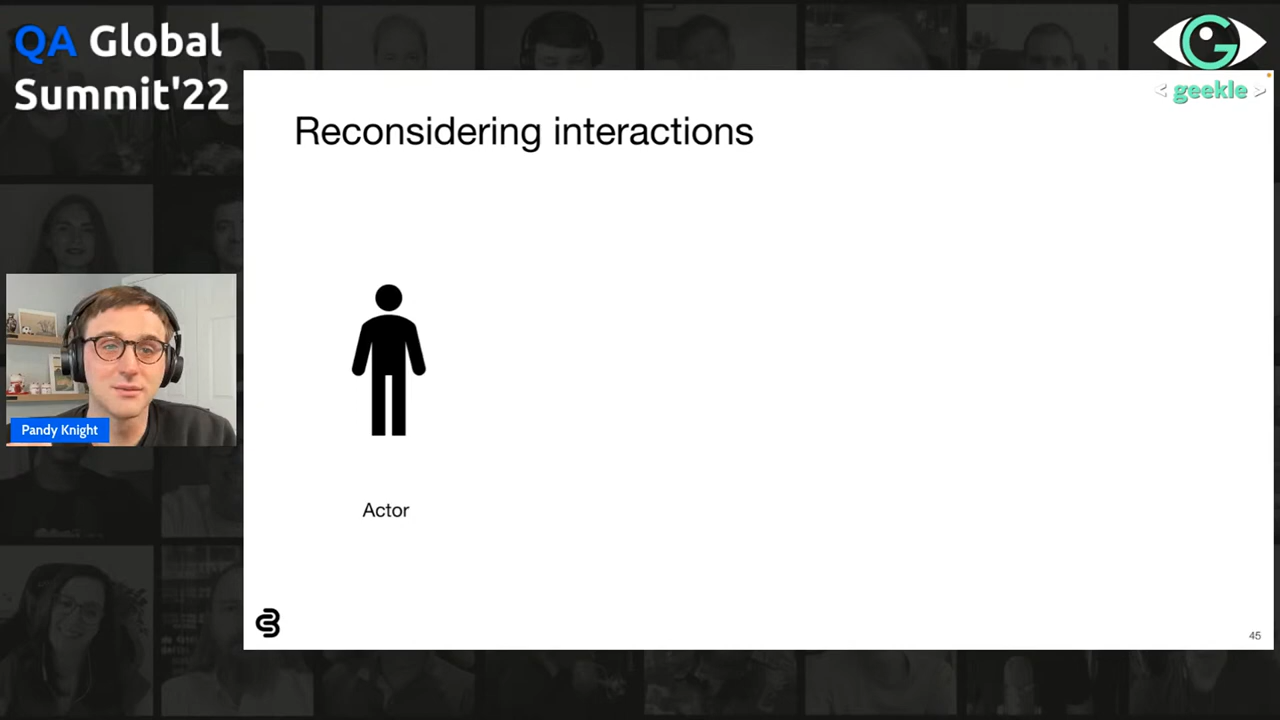 QA Global
Summit'22
< geekle >
Reconsidering interactions
Pandy Knight
Actor
45